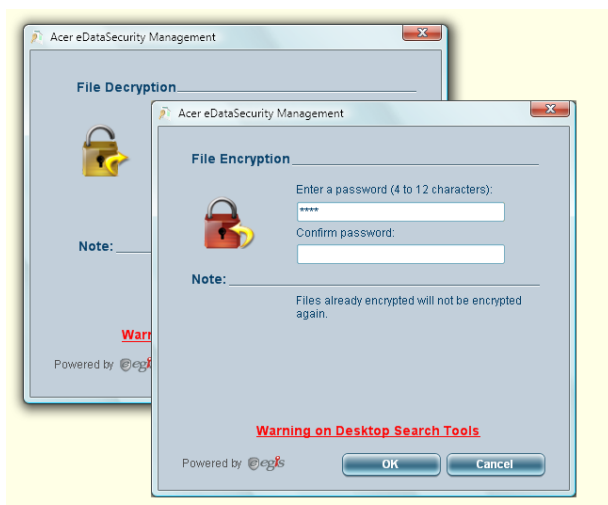 Acer eDataSecurity Management
File Decryption
Note:
Powered by egis
Acer eDataSecurity Management
File Encryption
Enter a password (4 to 12 characters):
****
Confirm password:
Note:
Files already encrypted will not be encrypted
again.
Warning on Desktop Search Tools
Powered by egis
OK
Cancel